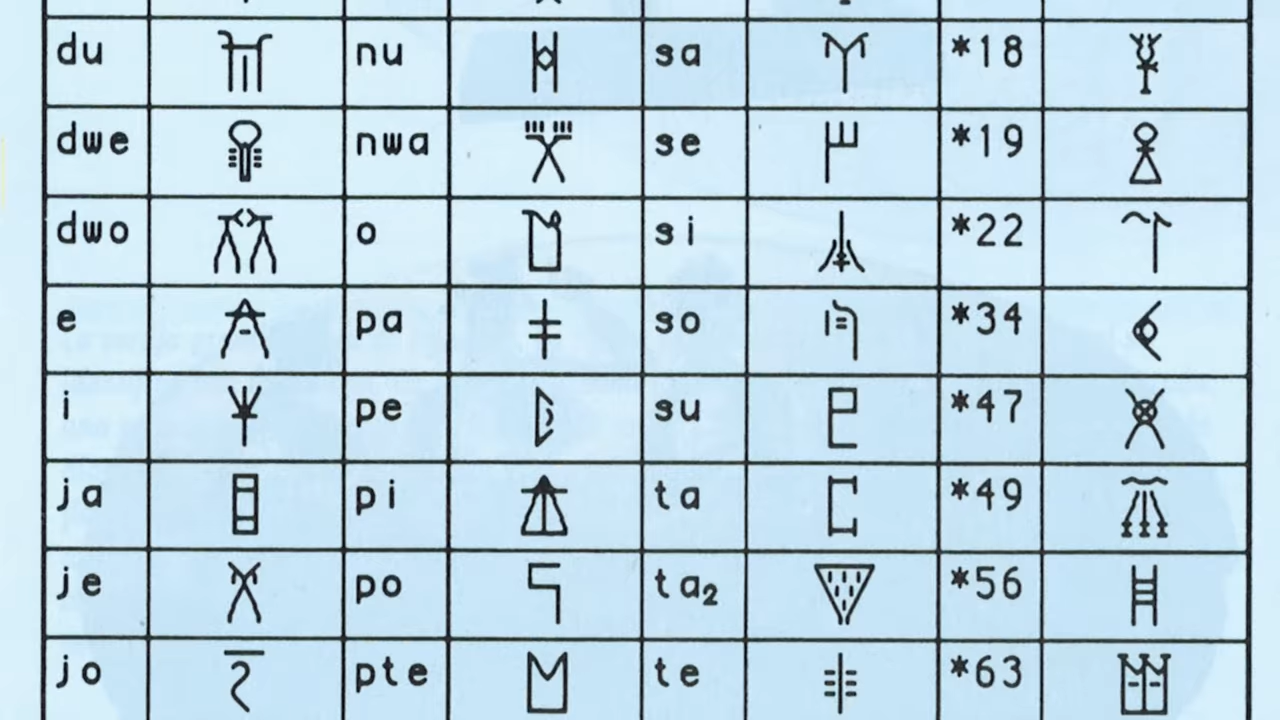 du 𐀉 nu 𐀝 sa 𐀭 *18 𐁐
dwe 𐁃 nwa 𐁅 se 𐀮 *19 𐁑
dwo 𐁄 o 𐀃 si 𐀯 *22 𐁒
e 𐀁 pa 𐀞 so 𐀰 *34 𐁓
i 𐀂 pe 𐀟 su 𐀱 *47 𐁔
ja 𐀊 pi 𐀠 ta 𐀲 *49 𐁕
je 𐀋 po 𐀡 ta₂ 𐁋 *56 𐁖
jo 𐀍 pte 𐁇 te 𐀳 *63 𐁗